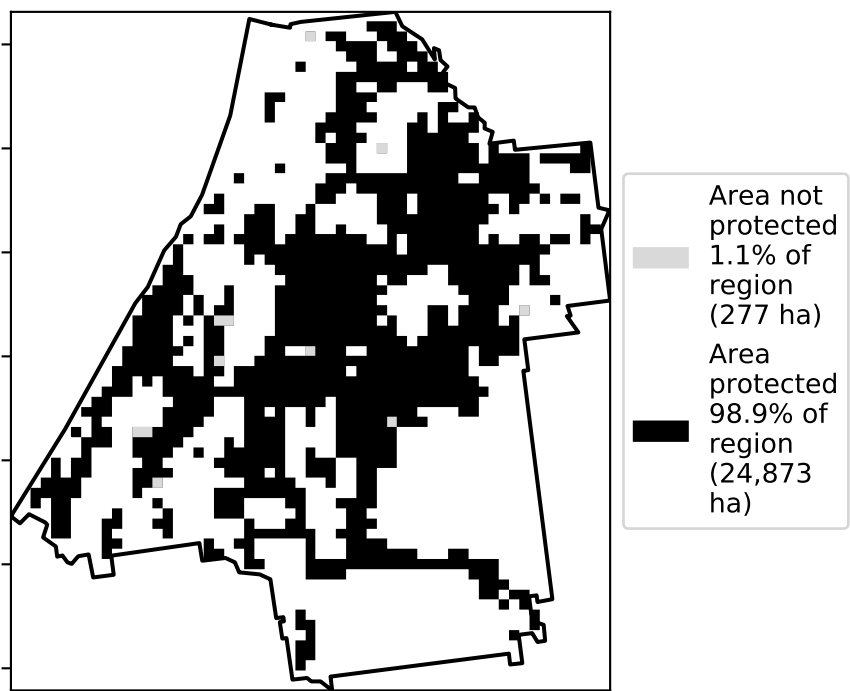 Area not
protected
1.1% of
region
(277 ha)
Area
protected
98.9% of
region
(24,873
ha)